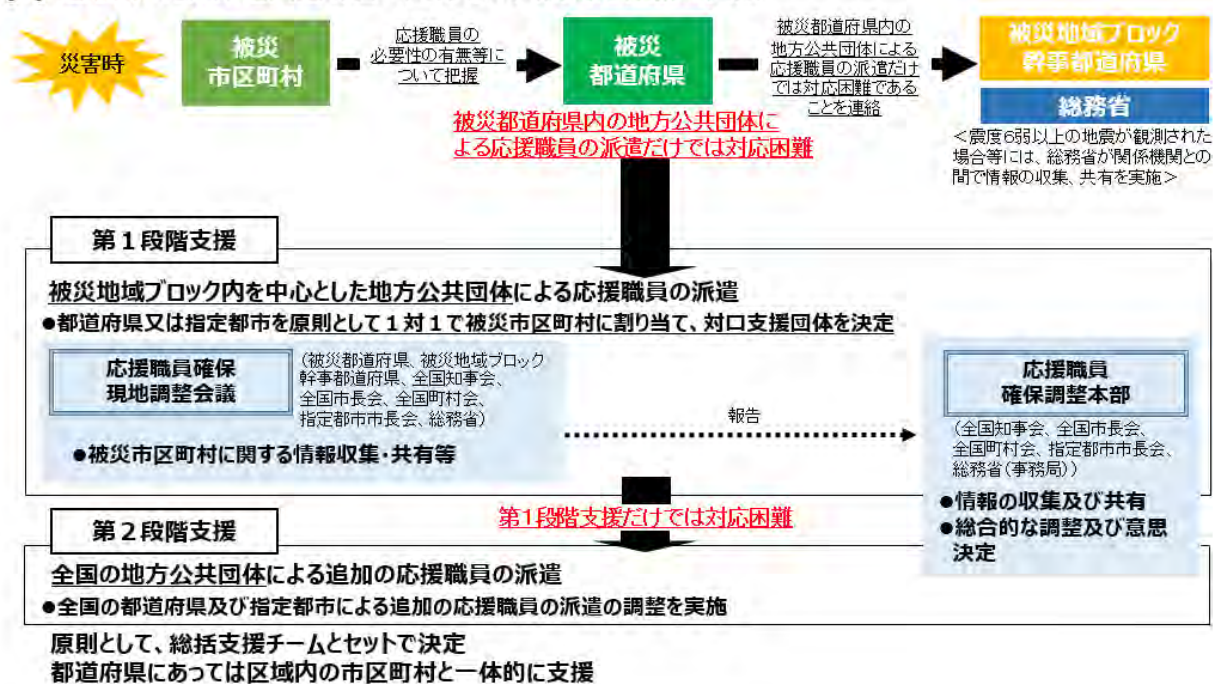 災害時
被災
市区町村
応援職員の
必要性の有無等に
ついて把握
被災
都道府県
被災都道府県内の
地方公共団体による
応援職員の派遣だけ
では対応困難である
ことを連絡
被災地域ブロック
幹事都道府県
総務省
<震度6弱以上の地震が観測された
場合等には、総務省が関係機関との
間で情報の収集、共有を実施>
被災都道府県内の地方公共団体に
よる応援職員の派遣だけでは対応困難
第1段階支援
被災地域ブロック内を中心とした地方公共団体による応援職員の派遣
●都道府県又は指定都市を原則として1対1で被災市区町村に割り当て、対口支援団体を決定
応援職員確保
現地調整会議
(被災都道府県、被災地域ブロック
幹事都道府県、全国知事会、
全国市長会、全国町村会、
指定都市市長会、総務省)
●被災市区町村に関する情報収集・共有等
報告
応援職員
確保調整本部
(全国知事会、全国市長会、
全国町村会、指定都市市長会、
総務省(事務局))
●情報の収集及び共有
●総合的な調整及び意思
決定
第1段階支援だけでは対応困難
第2段階支援
全国の地方公共団体による追加の応援職員の派遣
●全国の都道府県及び指定都市による追加の応援職員の派遣の調整を実施
原則として、総括支援チームとセットで決定
都道府県にあっては区域内の市区町村と一体的に支援